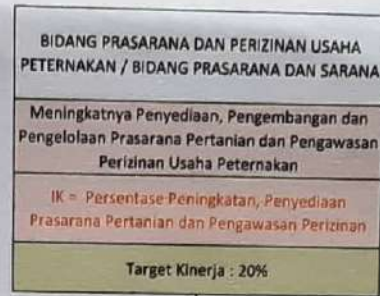 BIDANG PRASARANA DAN PERIZINAN USAHA
PETERNAKAN / BIDANG PRASARANA DAN SARANA
Meningkatnya Penyediaan, Pengembangan dan
Pengelolaan Prasarana Pertanian dan Pengawasan
Perizinan Usaha Peternakan
IK = Persentase Peningkatan, Penyediaan
Prasarana Pertanian dan Pengawasan Perizinan
Target Kinerja : 20%